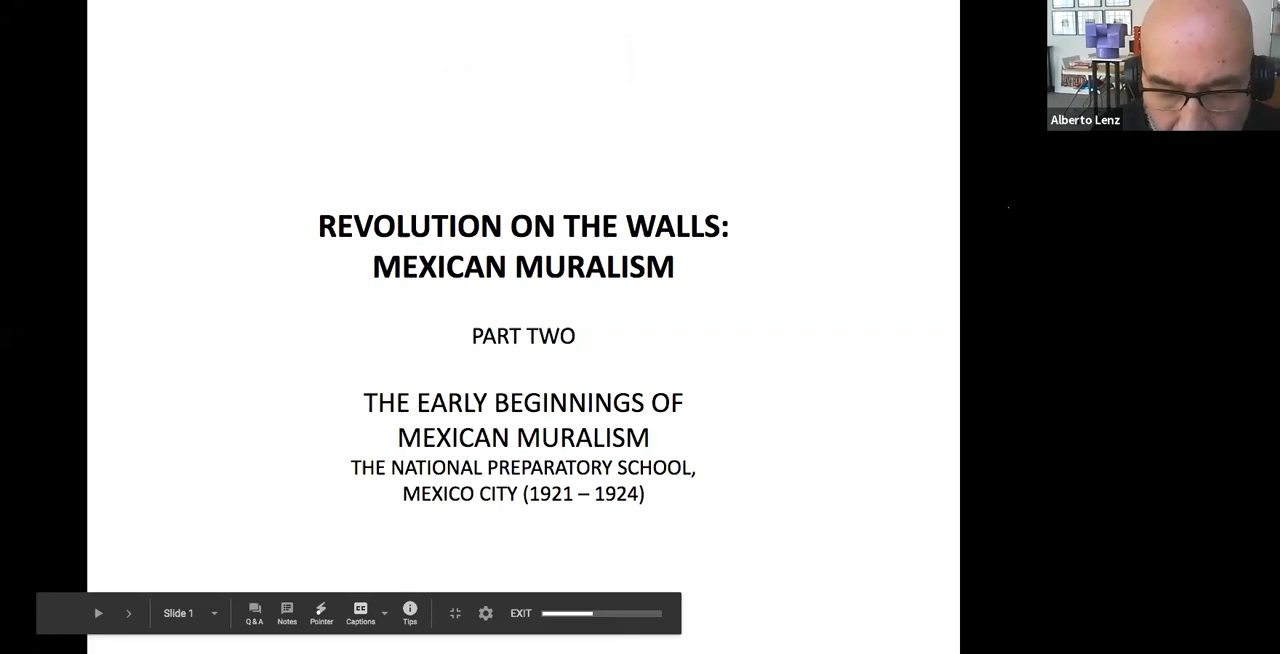 REVOLUTION ON THE WALLS:
MEXICAN MURALISM
PART TWO
THE EARLY BEGINNINGS OF
MEXICAN MURALISM
THE NATIONAL PREPARATORY SCHOOL,
MEXICO CITY (1921 – 1924)
Alberto Lenz
Slide 1
Q & A
Notes
Pointer
CC
Captions
Tips
EXIT